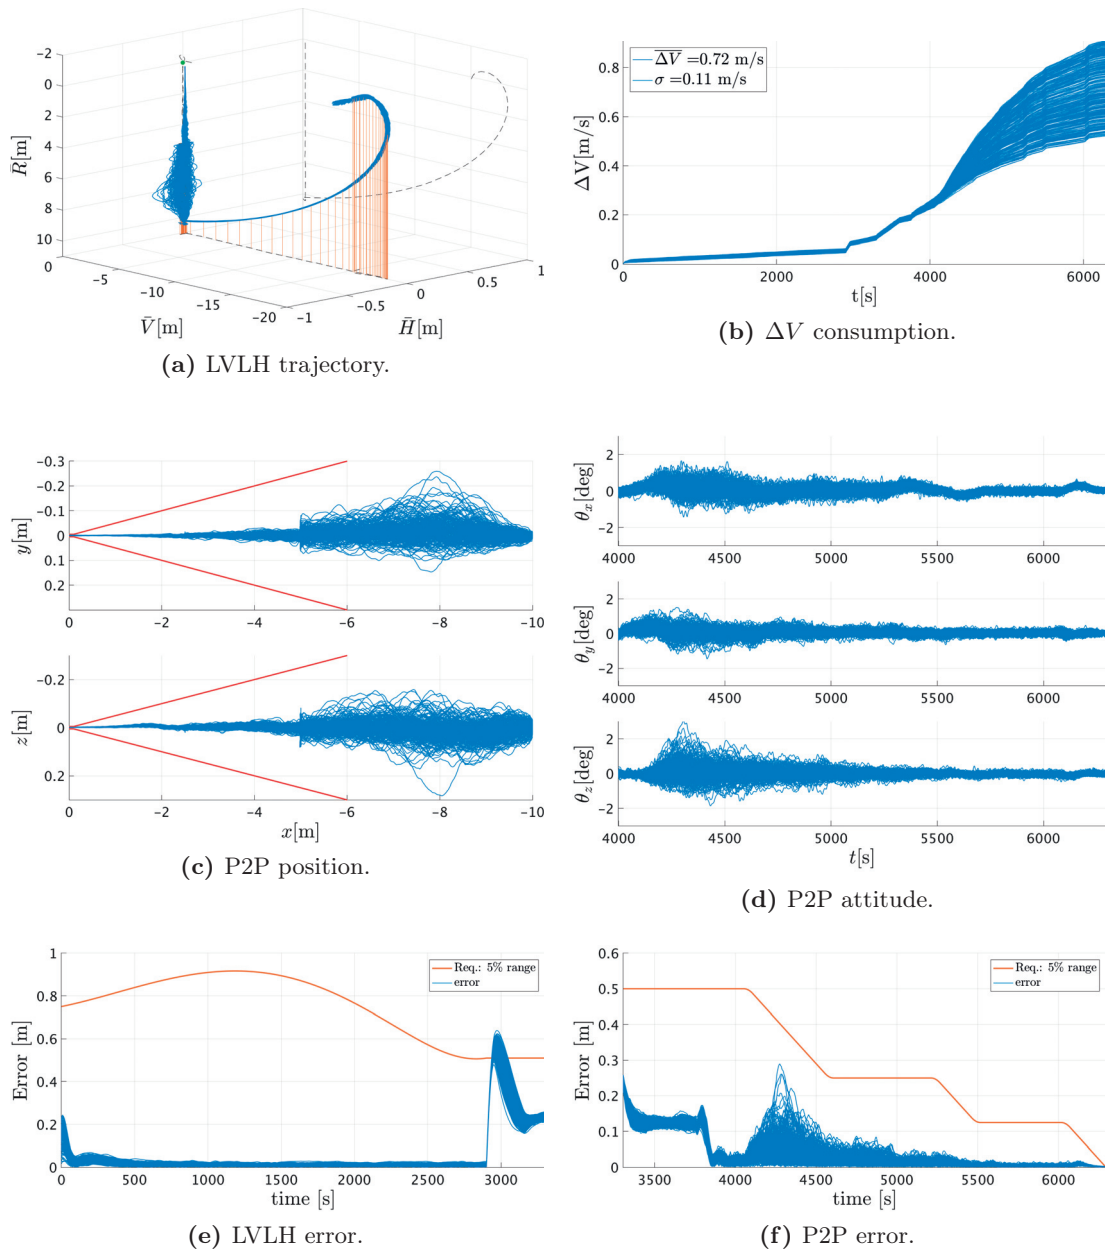 −2
0
2
4
6
8
10
R̄[m]
0
−5
−10
−15
−20
V̄[m]
−1
−0.5
0
0.5
1
H̄[m]
(a) LVLH trajectory.
0.8
0.6
0.4
0.2
0
ΔV[m/s]
ΔV̅ =0.72 m/s
σ =0.11 m/s
0 2000 4000 6000
t[s]
(b) ΔV consumption.
−0.3
−0.2
−0.1
0
0.1
0.2
y[m]
0 −2 −4 −6 −8 −10
−0.2
0
0.2
z[m]
0 −2 −4 −6 −8 −10
x[m]
(c) P2P position.
2
0
−2
θx[deg]
4000 4500 5000 5500 6000
2
0
−2
θy[deg]
4000 4500 5000 5500 6000
2
0
−2
θz[deg]
4000 4500 5000 5500 6000
t[s]
(d) P2P attitude.
1
0.8
0.6
0.4
0.2
0
Error [m]
Req.: 5% range
error
0 500 1000 1500 2000 2500 3000
time [s]
(e) LVLH error.
0.6
0.5
0.4
0.3
0.2
0.1
0
Error [m]
Req.: 5% range
error
3500 4000 4500 5000 5500 6000
time [s]
(f) P2P error.